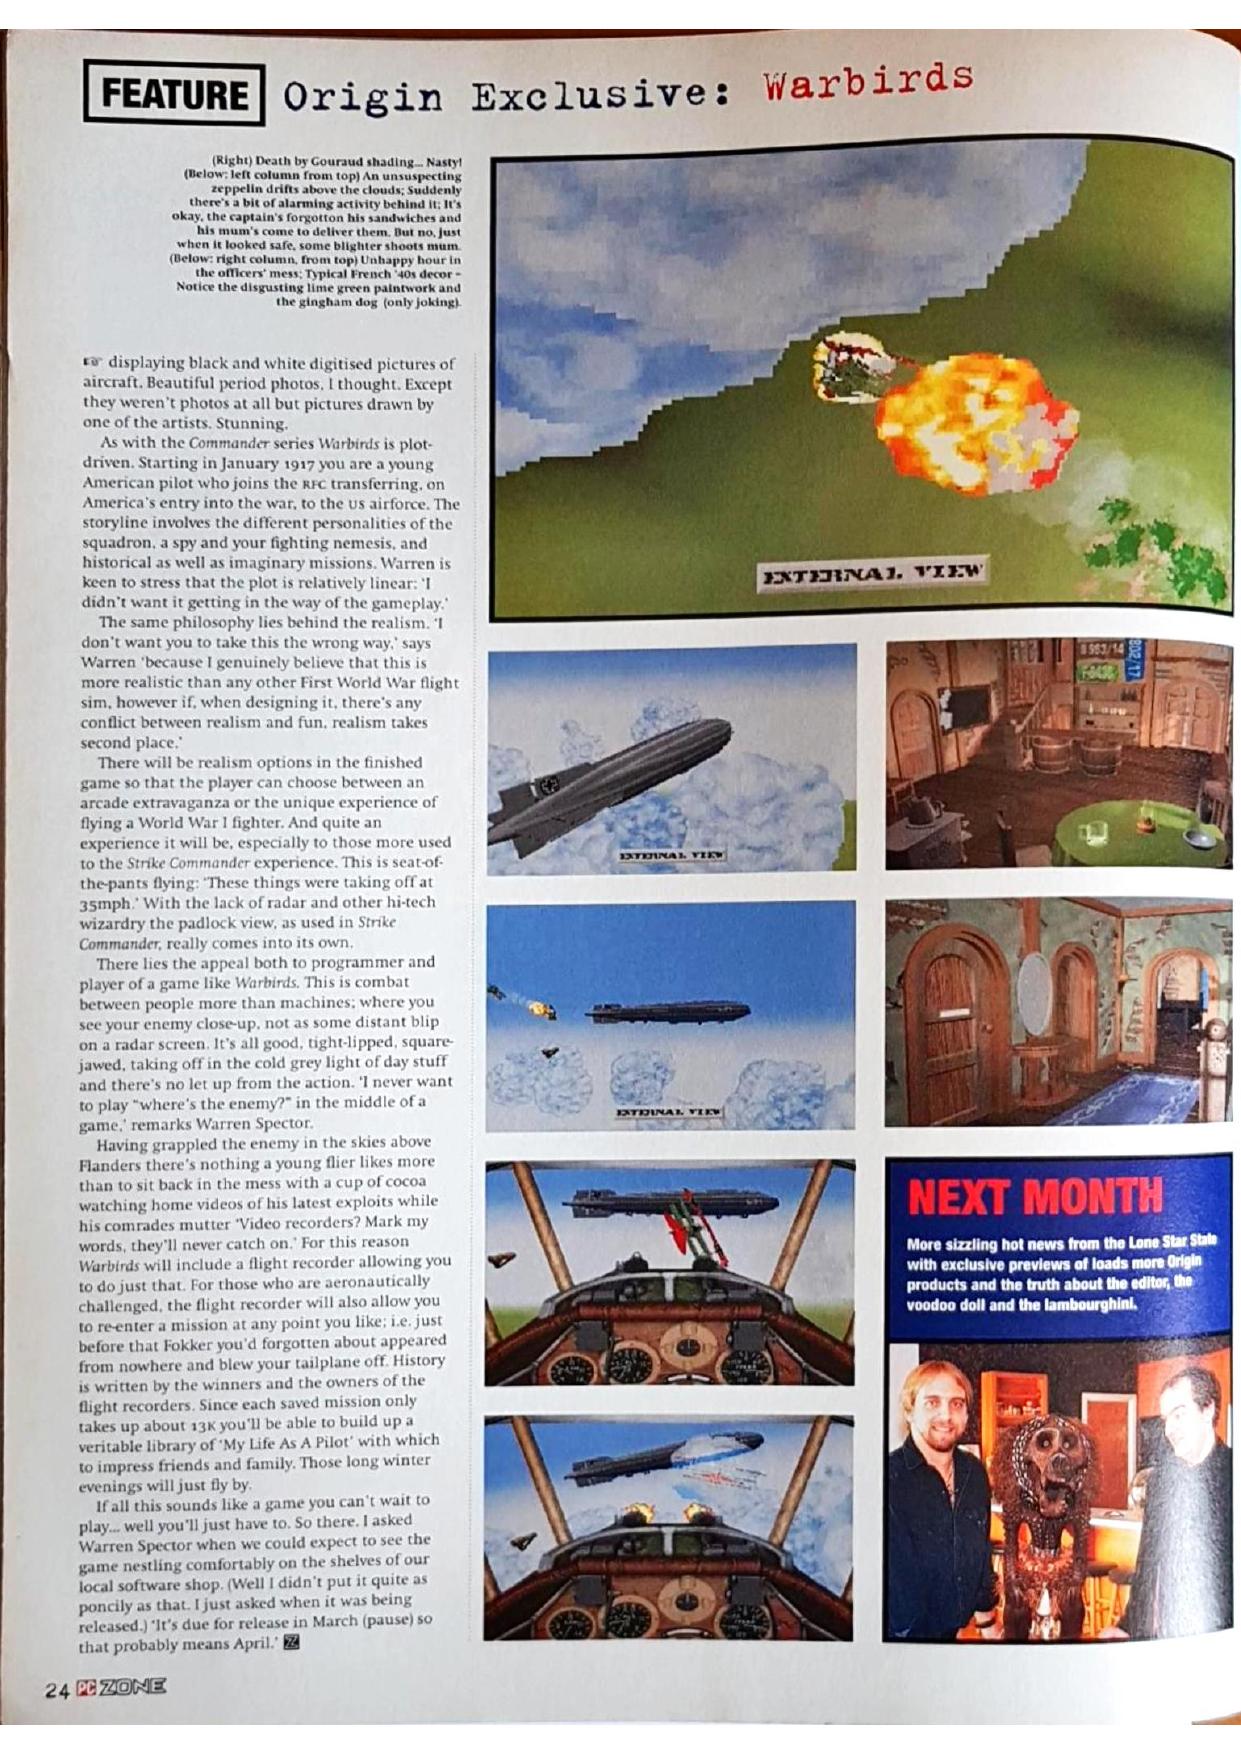 FEATURE Origin Exclusive: Warbirds
(Right) Death by Gouraud shading... Nasty!
(Below: left column from top) An unsuspecting
zeppelin drifts above the clouds; Suddenly
there's a bit of alarming activity behind it; It's
okay, the captain's forgotton his sandwiches and
his mum's come to deliver them. But no, just
when it looked safe, some blighter shoots mum.
(Below: right column, from top) Unhappy hour in
the officers' mess; Typical French '40s decor –
Notice the disgusting lime green paintwork and
the gingham dog (only joking).
☞ displaying black and white digitised pictures of
aircraft. Beautiful period photos, I thought. Except
they weren't photos at all but pictures drawn by
one of the artists. Stunning.
As with the Commander series Warbirds is plot-
driven. Starting in January 1917 you are a young
American pilot who joins the RFC transferring, on
America's entry into the war, to the US airforce. The
storyline involves the different personalities of the
squadron, a spy and your fighting nemesis, and
historical as well as imaginary missions. Warren is
keen to stress that the plot is relatively linear: 'I
didn't want it getting in the way of the gameplay.'
The same philosophy lies behind the realism. 'I
don't want you to take this the wrong way,' says
Warren 'because I genuinely believe that this is
more realistic than any other First World War flight
sim, however if, when designing it, there's any
conflict between realism and fun, realism takes
second place.'
There will be realism options in the finished
game so that the player can choose between an
arcade extravaganza or the unique experience of
flying a World War I fighter. And quite an
experience it will be, especially to those more used
to the Strike Commander experience. This is seat-of-
the-pants flying: 'These things were taking off at
35mph.' With the lack of radar and other hi-tech
wizardry the padlock view, as used in Strike
Commander, really comes into its own.
There lies the appeal both to programmer and
player of a game like Warbirds. This is combat
between people more than machines; where you
see your enemy close-up, not as some distant blip
on a radar screen. It's all good, tight-lipped, square-
jawed, taking off in the cold grey light of day stuff
and there's no let up from the action. 'I never want
to play "where's the enemy?" in the middle of a
game,' remarks Warren Spector.
Having grappled the enemy in the skies above
Flanders there's nothing a young flier likes more
than to sit back in the mess with a cup of cocoa
watching home videos of his latest exploits while
his comrades mutter 'Video recorders? Mark my
words, they'll never catch on.' For this reason
Warbirds will include a flight recorder allowing you
to do just that. For those who are aeronautically
challenged, the flight recorder will also allow you
to re-enter a mission at any point you like; i.e. just
before that Fokker you'd forgotten about appeared
from nowhere and blew your tailplane off. History
is written by the winners and the owners of the
flight recorders. Since each saved mission only
takes up about 13K you'll be able to build up a
veritable library of 'My Life As A Pilot' with which
to impress friends and family. Those long winter
evenings will just fly by.
If all this sounds like a game you can't wait to
play... well you'll just have to. So there. I asked
Warren Spector when we could expect to see the
game nestling comfortably on the shelves of our
local software shop. (Well I didn't put it quite as
poncily as that. I just asked when it was being
released.) 'It's due for release in March (pause) so
that probably means April.' Z
EXTERNAL VIEW
EXTERNAL VIEW
EXTERNAL VIEW
NEXT MONTH
More sizzling hot news from the Lone Star State
with exclusive previews of loads more Origin
products and the truth about the editor, the
voodoo doll and the lambourghini.
24 PC ZONE